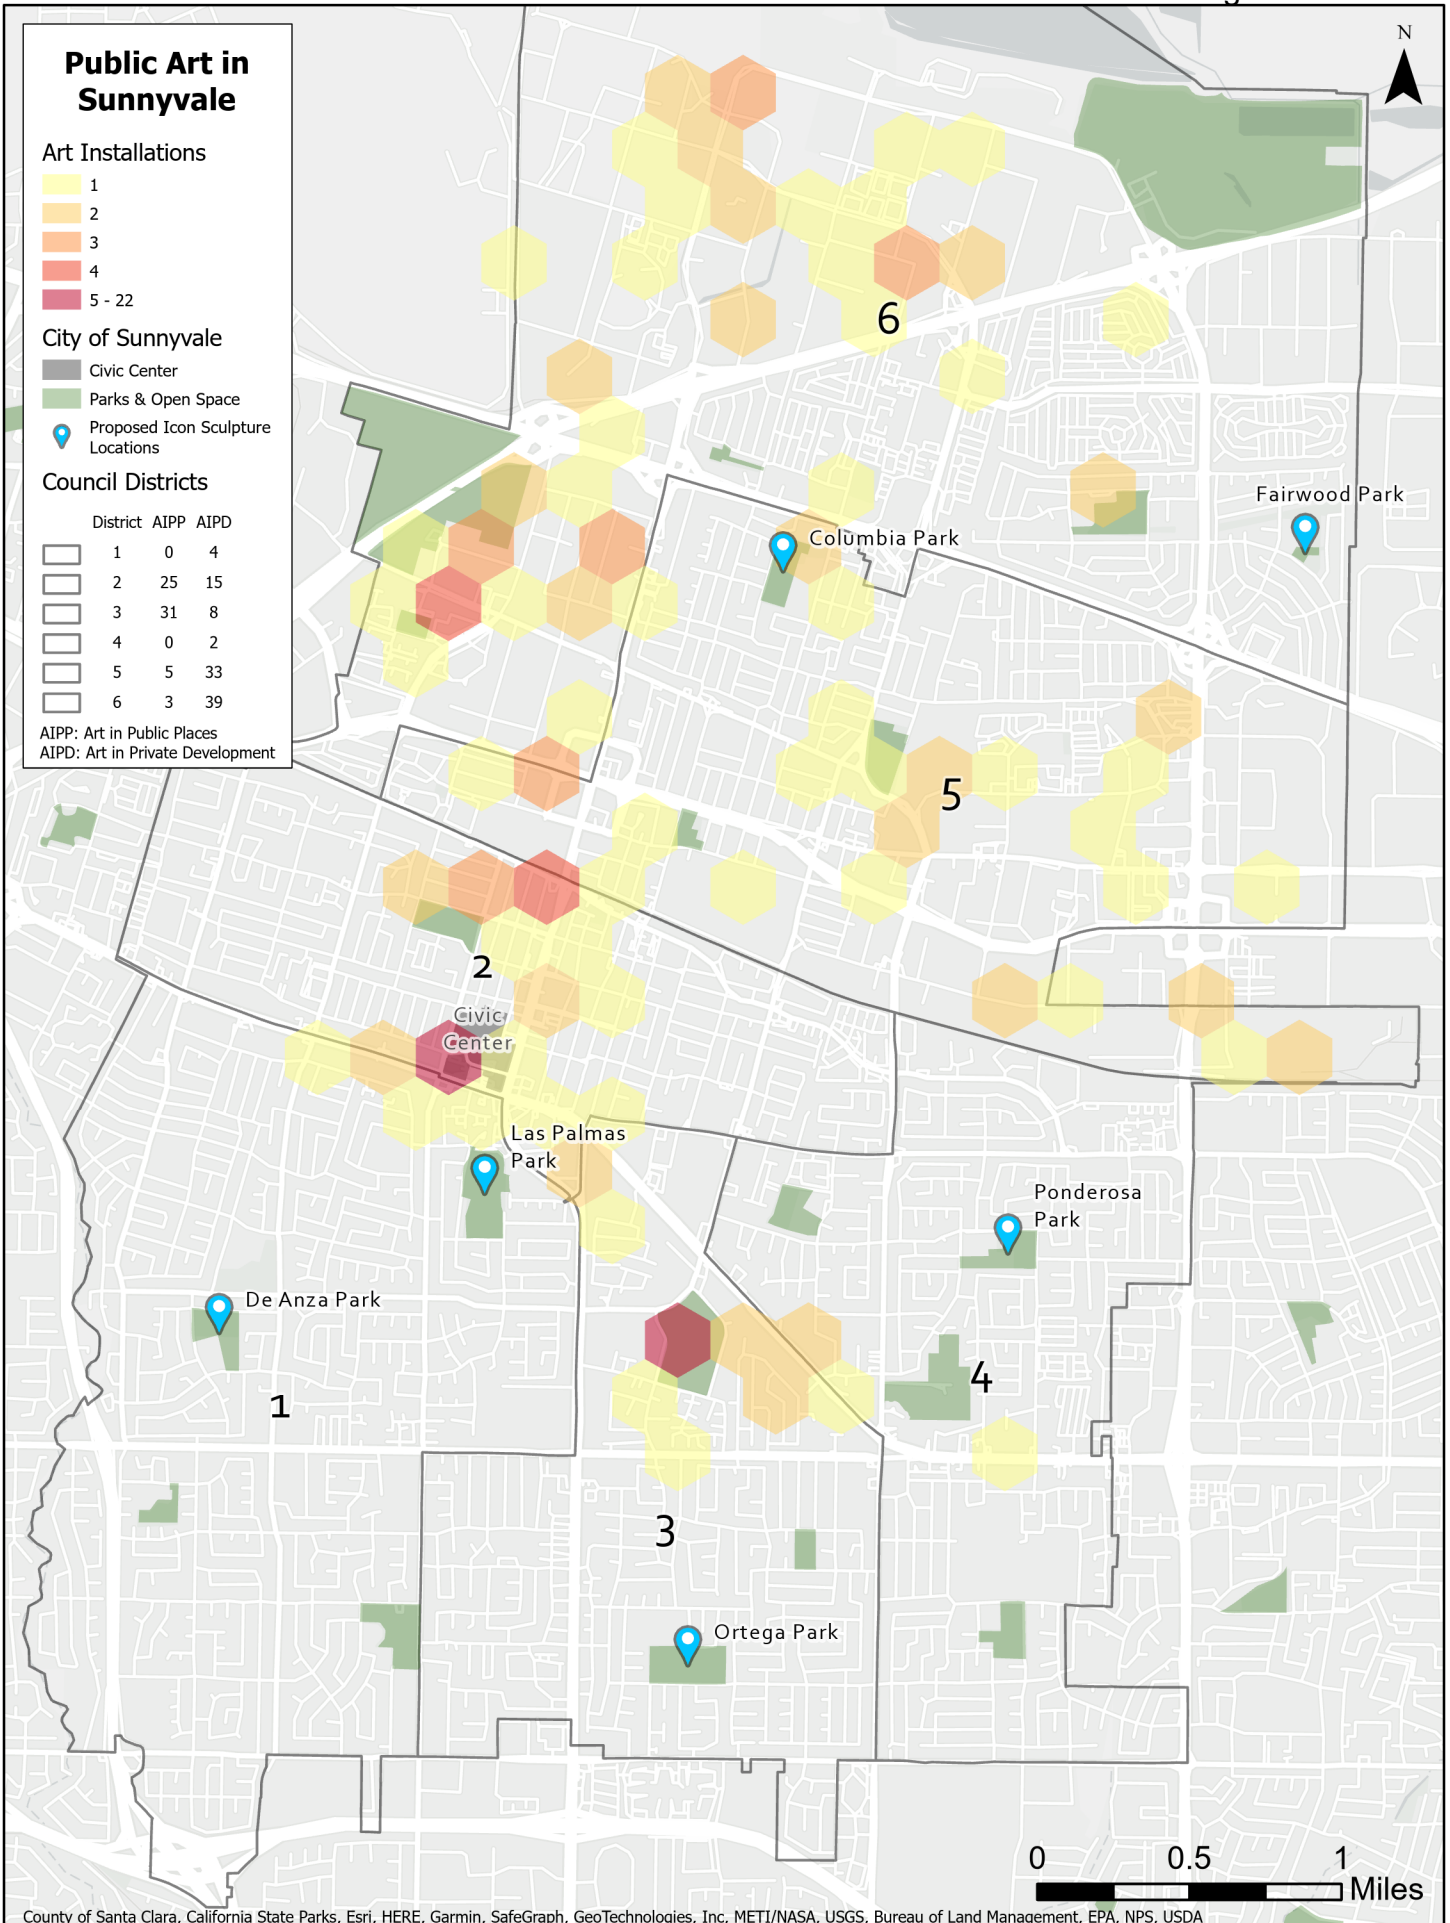 Public Art in
Sunnyvale
Art Installations
1
2
3
4
5 - 22
City of Sunnyvale
Civic Center
Parks & Open Space
Proposed Icon Sculpture
Locations
Council Districts
District AIPP AIPD
1 0 4
2 25 15
3 31 8
4 0 2
5 5 33
6 3 39
AIPP: Art in Public Places
AIPD: Art in Private Development
N
6
Fairwood Park
Columbia Park
5
2
Civic
Center
Las Palmas
Park
Ponderosa
Park
De Anza Park
4
1
3
Ortega Park
0 0.5 1
Miles
County of Santa Clara, California State Parks, Esri, HERE, Garmin, SafeGraph, GeoTechnologies, Inc, METI/NASA, USGS, Bureau of Land Management, EPA, NPS, USDA